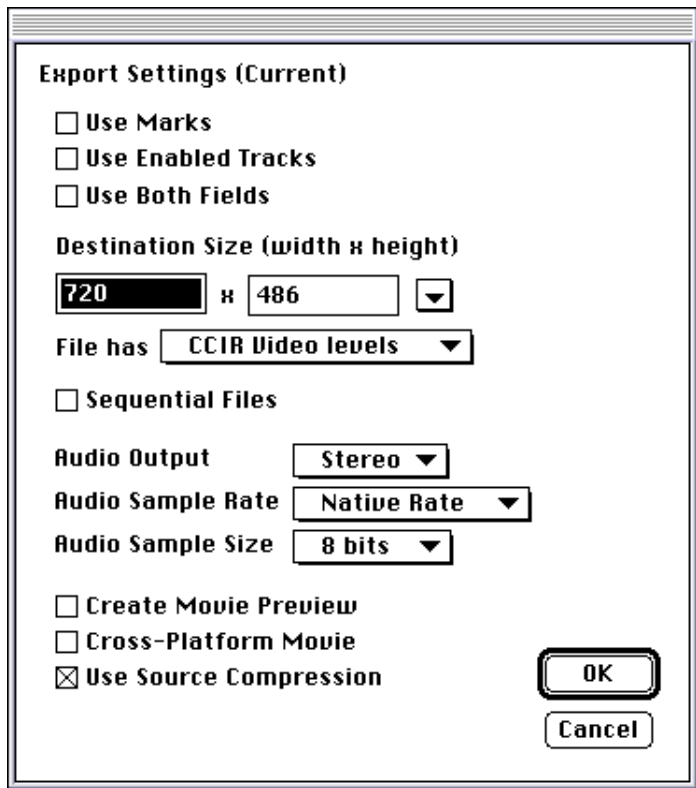 Export Settings (Current)
Use Marks
Use Enabled Tracks
Use Both Fields
Destination Size (width x height)
720 x 486
File has CCIR Video levels
Sequential Files
Audio Output Stereo
Audio Sample Rate Native Rate
Audio Sample Size 8 bits
Create Movie Preview
Cross-Platform Movie
Use Source Compression
OK
Cancel